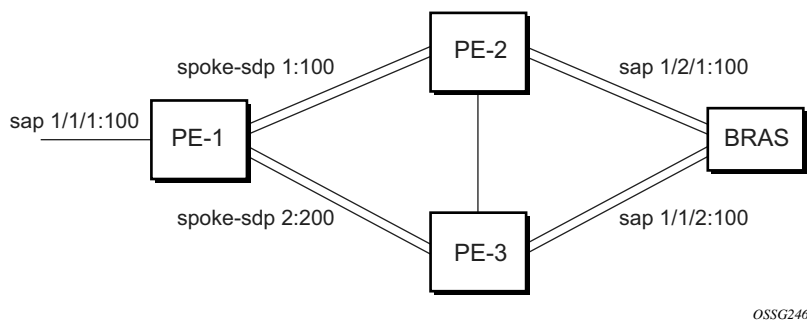 PE-2
spoke-sdp 1:100
sap 1/2/1:100
sap 1/1/1:100
PE-1
BRAS
spoke-sdp 2:200
sap 1/1/2:100
PE-3
OSSG246